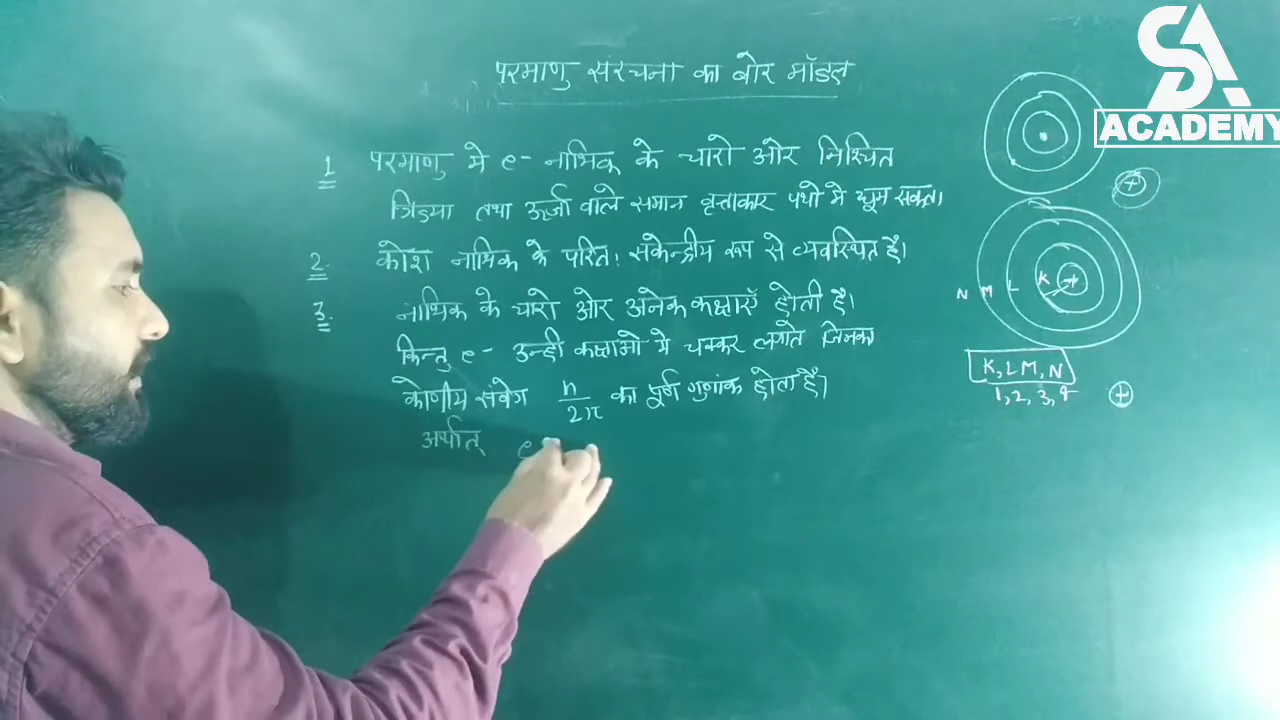 परमाणु संरचना का बोर मॉडल
1 परमाणु मे e- नाभिक के चारो ओर निश्चित
त्रिज्या तथा ऊर्जा वाले समान वृत्ताकार पथो मे घूम सकता।
2. कोश नाभिक के परितः संकेन्द्रीय रूप से व्यवस्थित है।
3. नाभिक के चारो ओर अनेक कक्षाएँ होती है।
किन्तु e- उन्ही कक्षाओ मे चक्कर लगाते जिनका
कोणीय संवेग h/2π का पूर्ण गुणांक होता है।
अर्थात् e
N M L K +
K, L M, N
1, 2, 3, 4
+
+
SA
ACADEMY